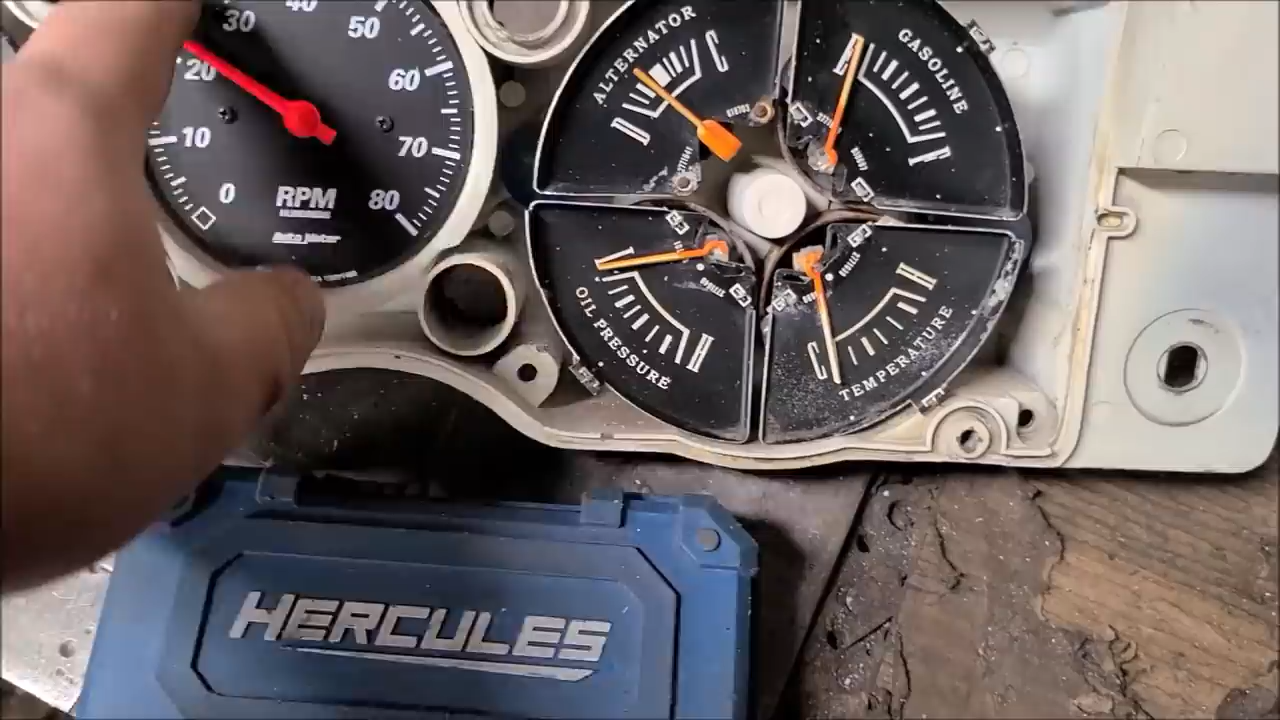 40
30
50
20
60
10
70
0
80
RPM
Auto Meter
ALTERNATOR
D
C
GASOLINE
E
F
OIL PRESSURE
L
H
TEMPERATURE
C
H
HERCULES